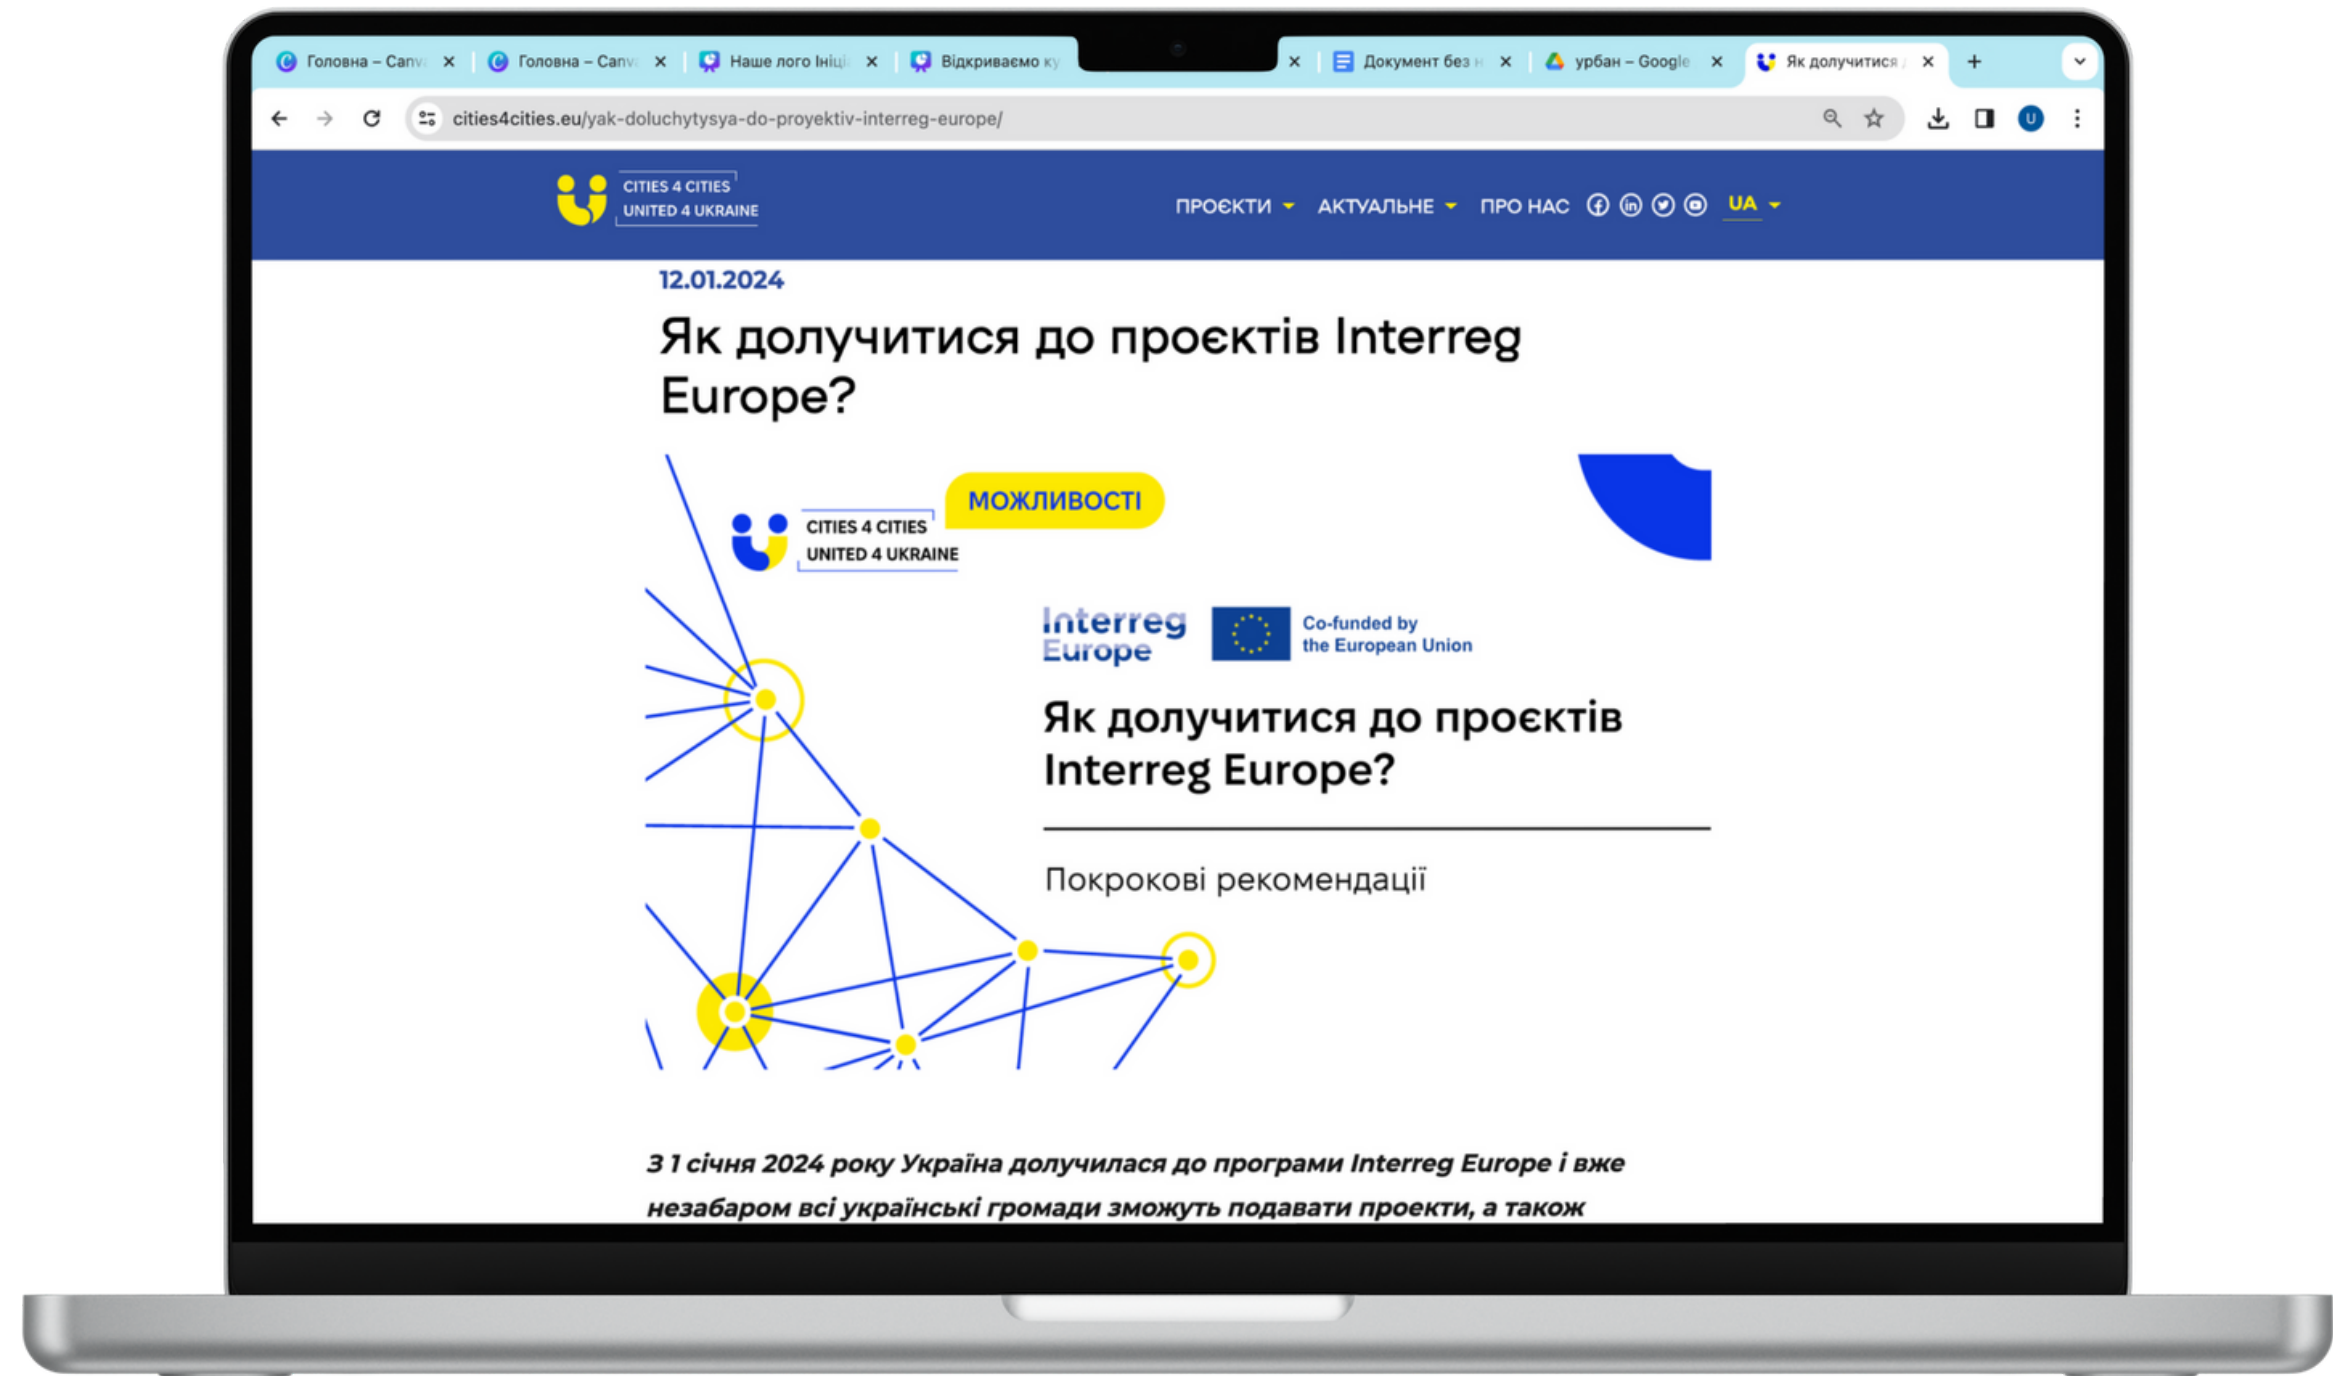 Головна – Canv
Головна – Canv
Наше лого Ініці
Відкриваємо ку
Документ без н
урбан – Google
Як долучитися
cities4cities.eu/yak-doluchytysya-do-proyektiv-interreg-europe/
U
CITIES 4 CITIES
UNITED 4 UKRAINE
ПРОЄКТИ
АКТУАЛЬНЕ
ПРО НАС
UA
12.01.2024
Як долучитися до проєктів Interreg
Europe?
МОЖЛИВОСТІ
CITIES 4 CITIES
UNITED 4 UKRAINE
Interreg
Europe
Co-funded by
the European Union
Як долучитися до проєктів
Interreg Europe?
Покрокові рекомендації
З 1 січня 2024 року Україна долучилася до програми Interreg Europe і вже
незабаром всі українські громади зможуть подавати проекти, а також